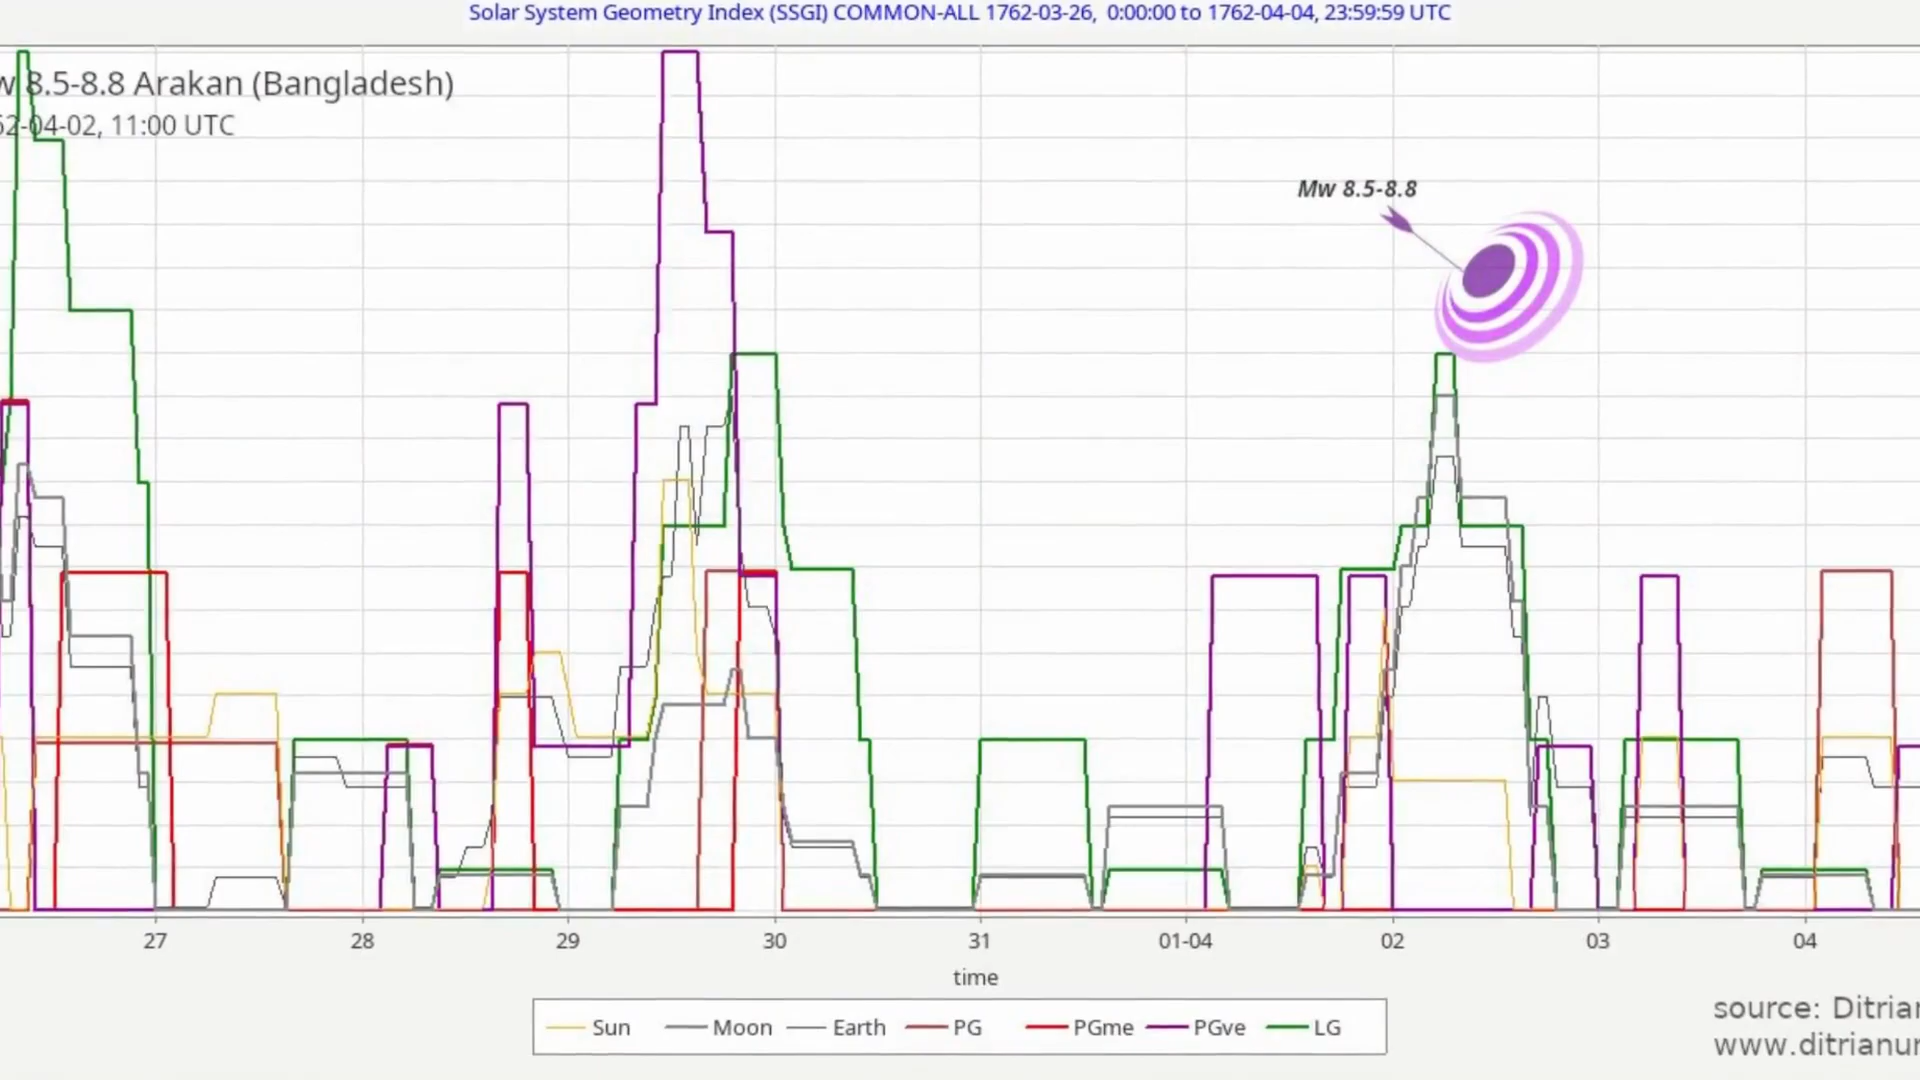 Solar System Geometry Index (SSGI) COMMON-ALL 1762-03-26, 0:00:00 to 1762-04-04, 23:59:59 UTC
w 8.5-8.8 Arakan (Bangladesh)
62-04-02, 11:00 UTC
Mw 8.5-8.8
27 28 29 30 31 01-04 02 03 04
time
Sun Moon Earth PG PGme PGve LG
source: Ditria
www.ditrianu